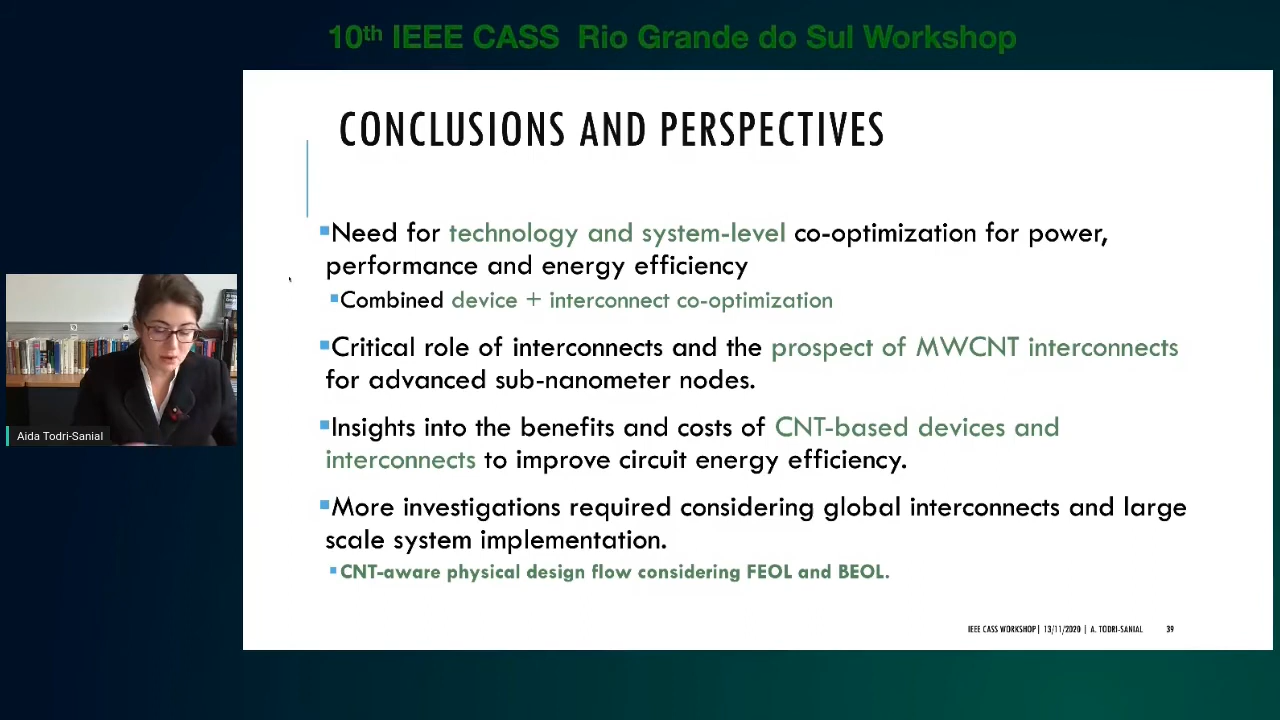 10th IEEE CASS Rio Grande do Sul Workshop
CONCLUSIONS AND PERSPECTIVES
▪Need for technology and system-level co-optimization for power,
performance and energy efficiency
▪Combined device + interconnect co-optimization
▪Critical role of interconnects and the prospect of MWCNT interconnects
for advanced sub-nanometer nodes.
▪Insights into the benefits and costs of CNT-based devices and
interconnects to improve circuit energy efficiency.
▪More investigations required considering global interconnects and large
scale system implementation.
▪CNT-aware physical design flow considering FEOL and BEOL.
IEEE CASS WORKSHOP| 13/11/2020 | A. TODRI-SANIAL 39
Aida Todri-Sanial